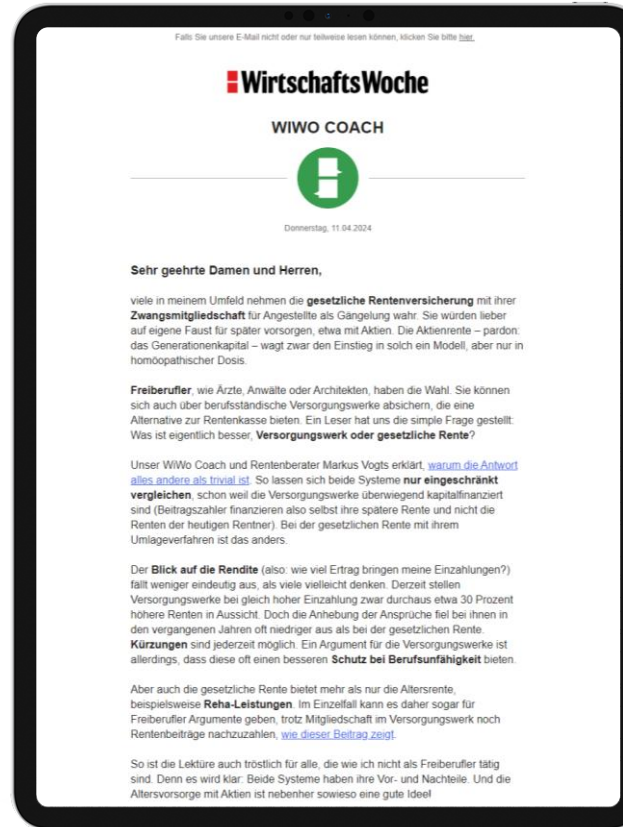 Falls Sie unsere E-Mail nicht oder nur teilweise lesen können, klicken Sie bitte hier.
WirtschaftsWoche
WIWO COACH
Donnerstag, 11.04.2024
Sehr geehrte Damen und Herren,
viele in meinem Umfeld nehmen die gesetzliche Rentenversicherung mit ihrer
Zwangsmitgliedschaft für Angestellte als Gängelung wahr. Sie würden lieber
auf eigene Faust für später vorsorgen, etwa mit Aktien. Die Aktienrente – pardon:
das Generationenkapital – wagt zwar den Einstieg in solch ein Modell, aber nur in
homöopathischer Dosis.
Freiberufler, wie Ärzte, Anwälte oder Architekten, haben die Wahl. Sie können
sich auch über berufsständische Versorgungswerke absichern, die eine
Alternative zur Rentenkasse bieten. Ein Leser hat uns die simple Frage gestellt:
Was ist eigentlich besser, Versorgungswerk oder gesetzliche Rente?
Unser WiWo Coach und Rentenberater Markus Vogts erklärt, warum die Antwort
alles andere als trivial ist. So lassen sich beide Systeme nur eingeschränkt
vergleichen, schon weil die Versorgungswerke überwiegend kapitalfinanziert
sind (Beitragszahler finanzieren also selbst ihre spätere Rente und nicht die
Renten der heutigen Rentner). Bei der gesetzlichen Rente mit ihrem
Umlageverfahren ist das anders.
Der Blick auf die Rendite (also: wie viel Ertrag bringen meine Einzahlungen?)
fällt weniger eindeutig aus, als viele vielleicht denken. Derzeit stellen
Versorgungswerke bei gleich hoher Einzahlung zwar durchaus etwa 30 Prozent
höhere Renten in Aussicht. Doch die Anhebung der Ansprüche fiel bei ihnen in
den vergangenen Jahren oft niedriger aus als bei der gesetzlichen Rente.
Kürzungen sind jederzeit möglich. Ein Argument für die Versorgungswerke ist
allerdings, dass diese oft einen besseren Schutz bei Berufsunfähigkeit bieten.
Aber auch die gesetzliche Rente bietet mehr als nur die Altersrente,
beispielsweise Reha-Leistungen. Im Einzelfall kann es daher sogar für
Freiberufler Argumente geben, trotz Mitgliedschaft im Versorgungswerk noch
Rentenbeiträge nachzuzahlen, wie dieser Beitrag zeigt.
So ist die Lektüre auch tröstlich für alle, die wie ich nicht als Freiberufler tätig
sind. Denn es wird klar: Beide Systeme haben ihre Vor- und Nachteile. Und die
Altersvorsorge mit Aktien ist nebenher sowieso eine gute Idee!